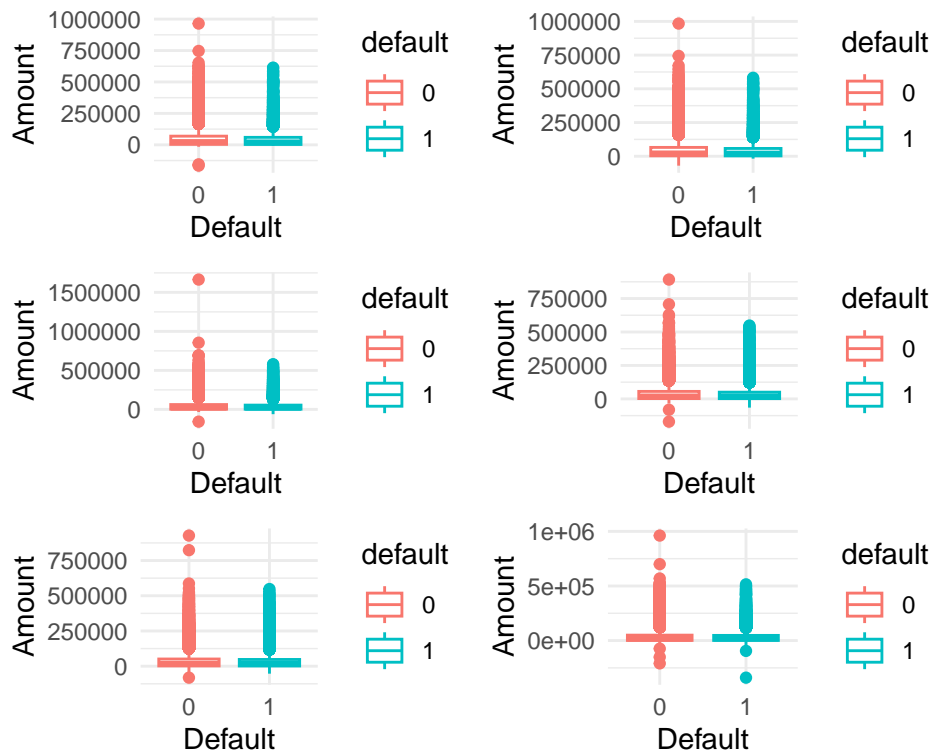 1000000
750000
500000
250000
0
Amount
0 1
Default
default
0
1
1000000
750000
500000
250000
0
Amount
0 1
Default
default
0
1
1500000
1000000
500000
0
Amount
0 1
Default
default
0
1
750000
500000
250000
0
Amount
0 1
Default
default
0
1
750000
500000
250000
0
Amount
0 1
Default
default
0
1
1e+06
5e+05
0e+00
Amount
0 1
Default
default
0
1